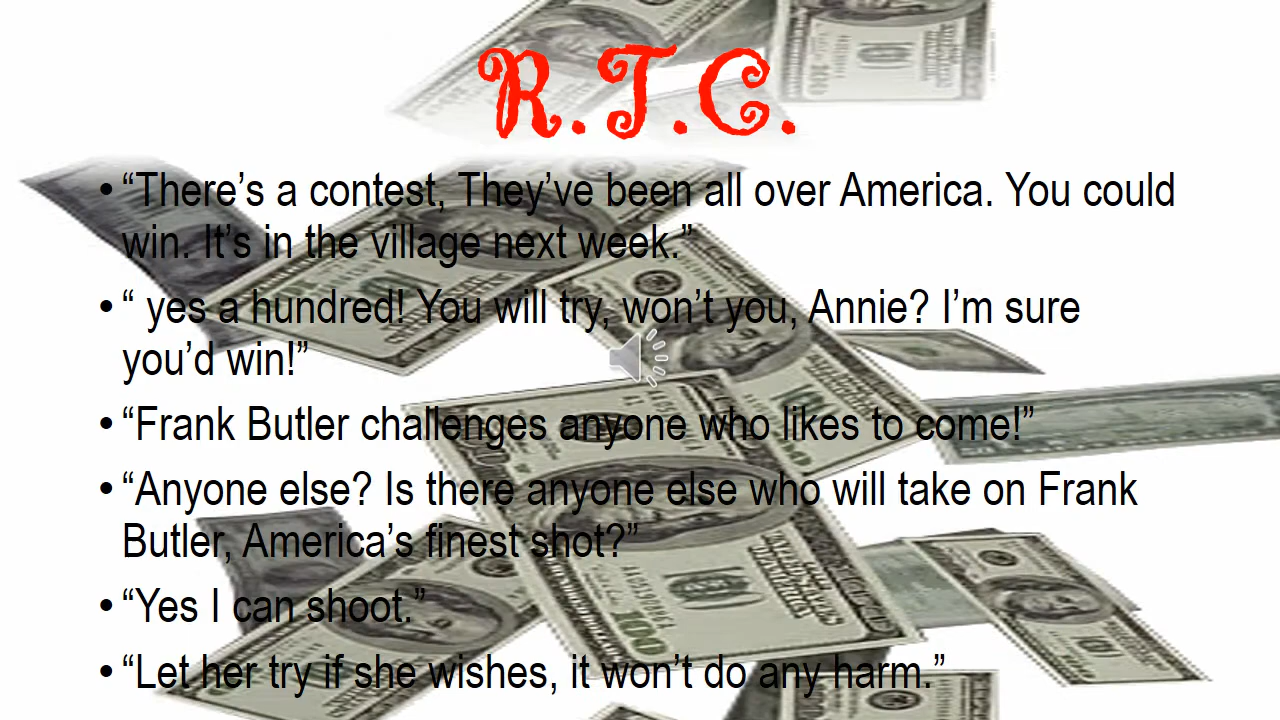 R.T.C.
• “There’s a contest, They’ve been all over America. You could
win. It’s in the village next week.”
• “ yes a hundred! You will try, won’t you, Annie? I’m sure
you’d win!”
• “Frank Butler challenges anyone who likes to come!”
• “Anyone else? Is there anyone else who will take on Frank
Butler, America’s finest shot?”
• “Yes I can shoot.”
• “Let her try if she wishes, it won’t do any harm.”